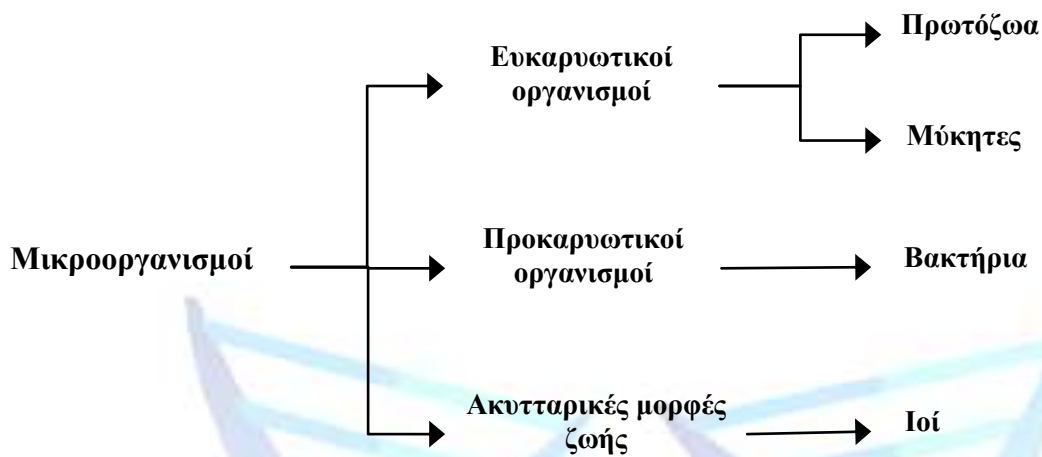 Πρωτόζωα
Ευκαρυωτικοί
οργανισμοί
Μύκητες
Μικροοργανισμοί
Προκαρυωτικοί
οργανισμοί
Βακτήρια
Ακυτταρικές μορφές
ζωής
Ιοί